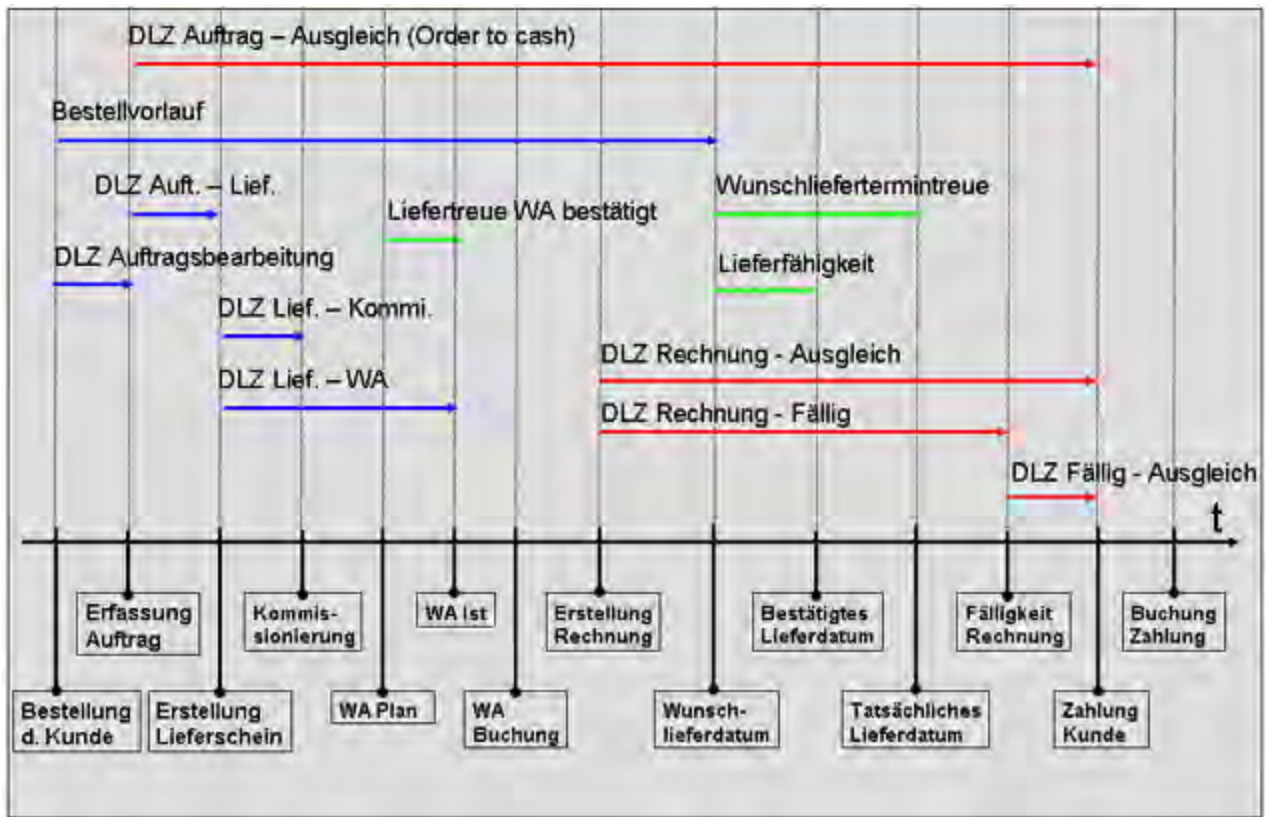 DLZ Auftrag – Ausgleich (Order to cash)
Bestellvorlauf
DLZ Auft. – Lief.
Wunschliefertermintreue
Liefertreue WA bestätigt
DLZ Auftragsbearbeitung
Lieferfähigkeit
DLZ Lief. – Kommi.
DLZ Rechnung - Ausgleich
DLZ Lief. – WA
DLZ Rechnung - Fällig
DLZ Fällig - Ausgleich
t
Erfassung
Auftrag
Kommis-
sionierung
WA Ist
Erstellung
Rechnung
Bestätigtes
Lieferdatum
Fälligkeit
Rechnung
Buchung
Zahlung
Bestellung
d. Kunde
Erstellung
Lieferschein
WA Plan
WA
Buchung
Wunsch-
lieferdatum
Tatsächliches
Lieferdatum
Zahlung
Kunde